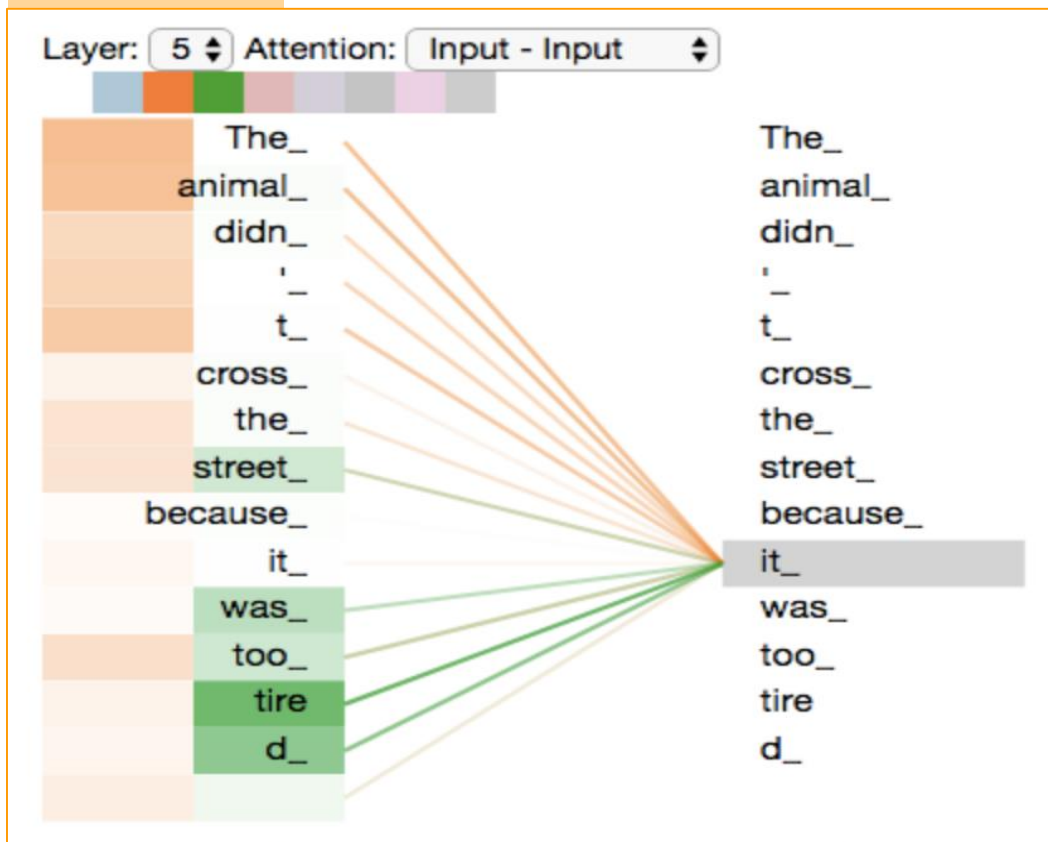 Layer: 5 Attention: Input - Input
The_ The_
animal_ animal_
didn_ didn_
'_ '_
t_ t_
cross_ cross_
the_ the_
street_ street_
because_ because_
it_ it_
was_ was_
too_ too_
tire tire
d_ d_